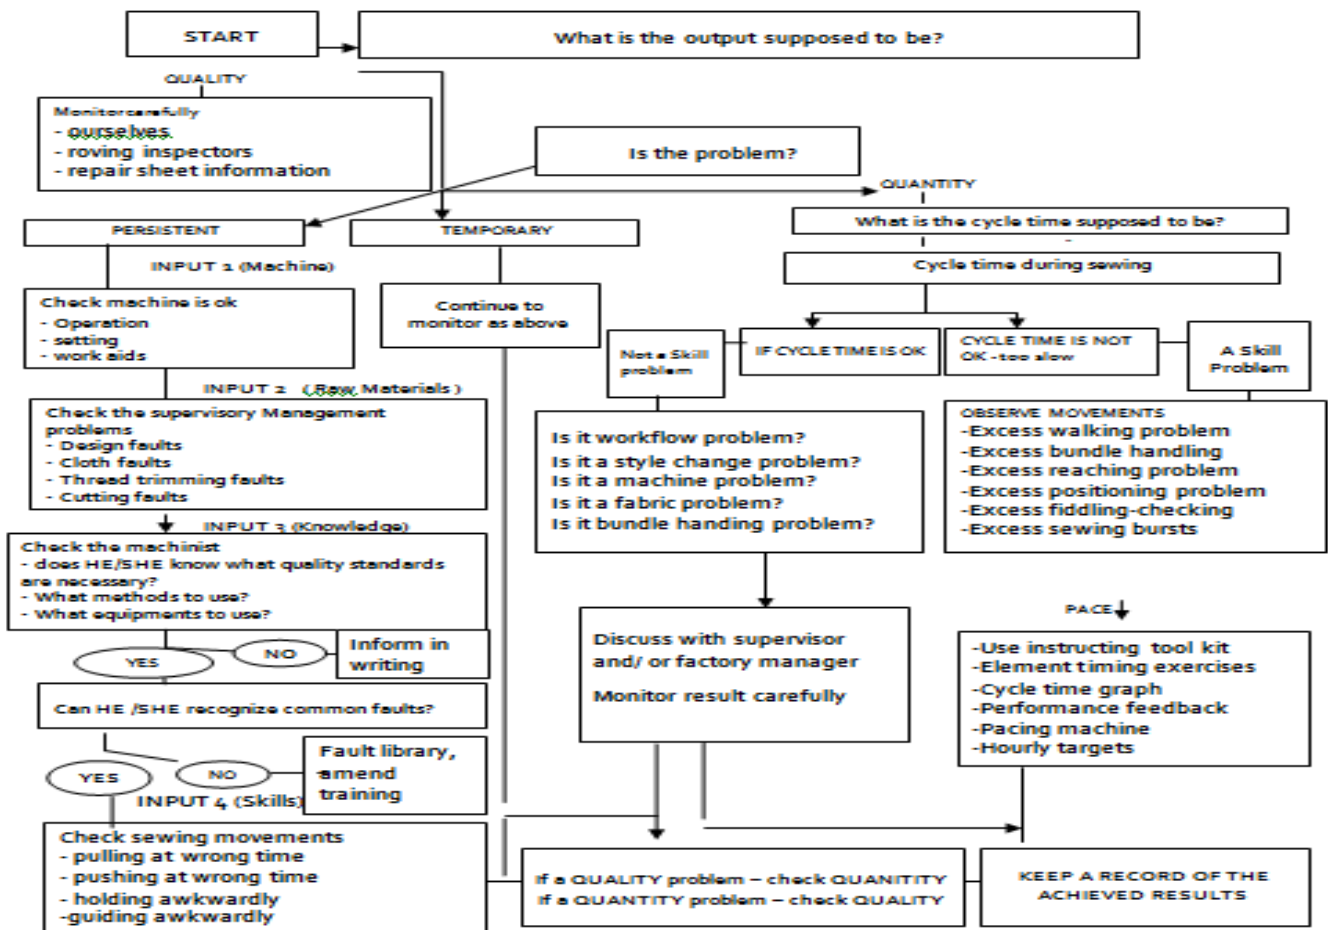 START
What is the output supposed to be?
QUALITY
Monitor carefully
- ourselves.
- roving inspectors
- repair sheet information
Is the problem?
QUANTITY
PERSISTENT
TEMPORARY
What is the cycle time supposed to be?
-
Cycle time during sewing
INPUT 1 (Machine)
Check machine is ok
- Operation
- setting
- work aids
Continue to
monitor as above
Not a Skill
problem
IF CYCLE TIME IS OK
CYCLE TIME IS NOT
OK - too slow
A Skill
Problem
INPUT 2 ( Raw Materials )
Check the supervisory Management
problems
- Design faults
- Cloth faults
- Thread trimming faults
- Cutting faults
Is it workflow problem?
Is it a style change problem?
Is it a machine problem?
Is it a fabric problem?
Is it bundle handing problem?
OBSERVE MOVEMENTS
-Excess walking problem
-Excess bundle handling
-Excess reaching problem
-Excess positioning problem
-Excess fiddling-checking
-Excess sewing bursts
INPUT 3 (Knowledge)
Check the machinist
- does HE/SHE know what quality standards
are necessary?
- What methods to use?
- What equipments to use?
YES
NO
Inform in
writing
Can HE /SHE recognize common faults?
YES
NO
Fault library,
amend
training
Discuss with supervisor
and/ or factory manager
Monitor result carefully
PACE
-Use instructing tool kit
-Element timing exercises
-Cycle time graph
-Performance feedback
-Pacing machine
-Hourly targets
INPUT 4 (Skills)
Check sewing movements
- pulling at wrong time
- pushing at wrong time
- holding awkwardly
-guiding awkwardly
If a QUALITY problem – check QUANITITY
If a QUANTITY problem – check QUALITY
KEEP A RECORD OF THE
ACHIEVED RESULTS